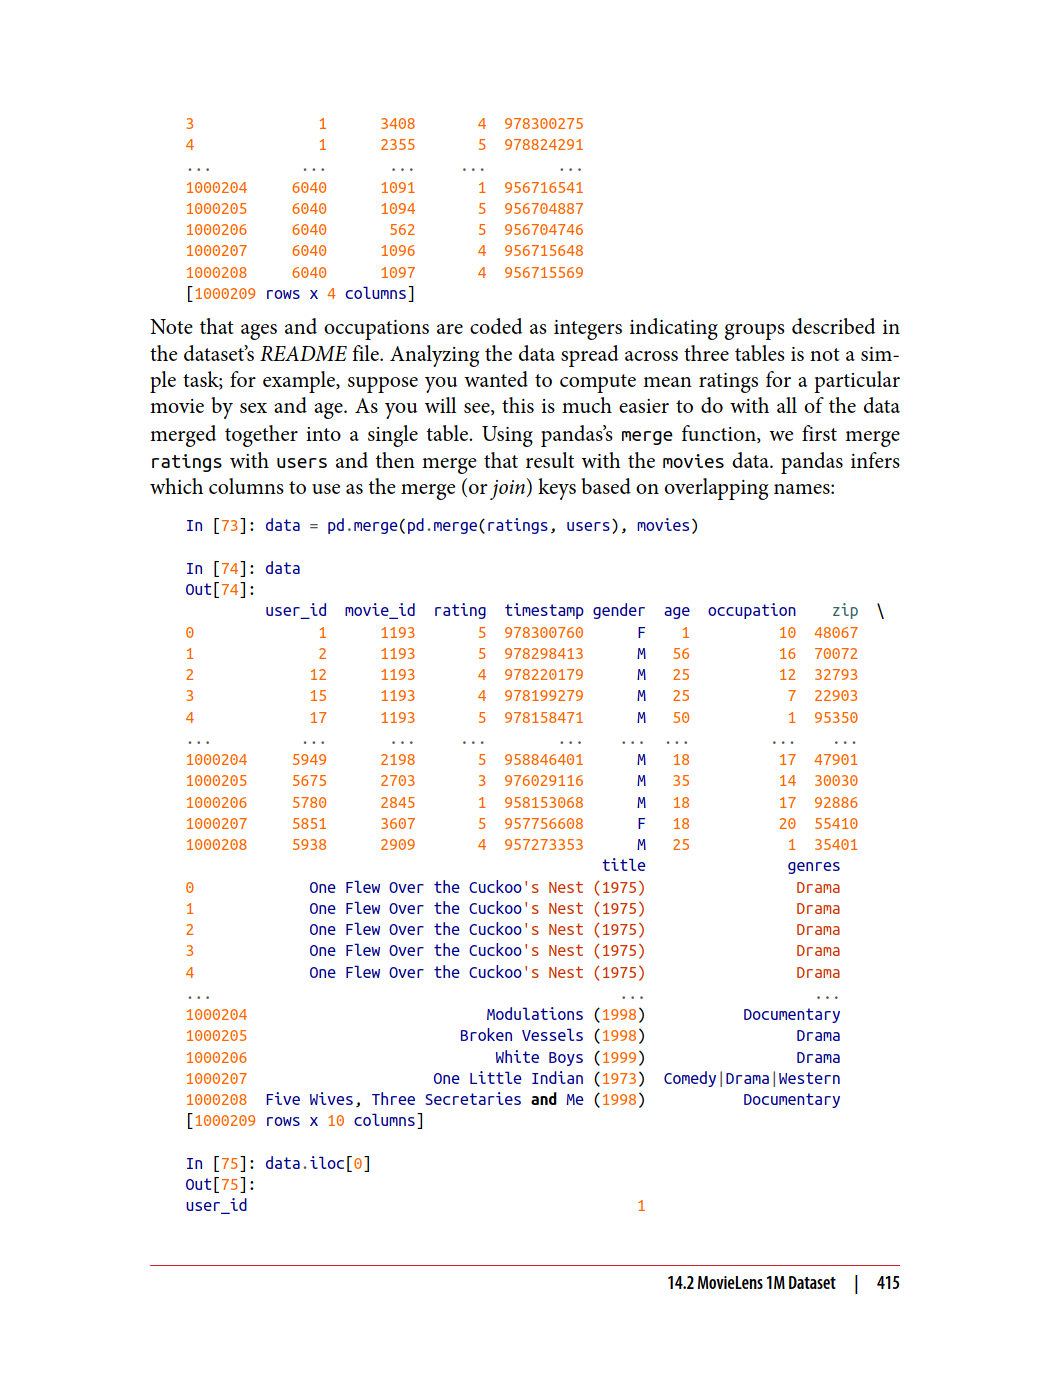 3              1      3408       4  978300275
4              1      2355       5  978824291
...          ...       ...      ...        ...
1000204     6040      1091       1  956716541
1000205     6040      1094       5  956704887
1000206     6040       562       5  956704746
1000207     6040      1096       4  956715648
1000208     6040      1097       4  956715569
[1000209 rows x 4 columns]
Note that ages and occupations are coded as integers indicating groups described in
the dataset’s README file. Analyzing the data spread across three tables is not a sim-
ple task; for example, suppose you wanted to compute mean ratings for a particular
movie by sex and age. As you will see, this is much easier to do with all of the data
merged together into a single table. Using pandas’s merge function, we first merge
ratings with users and then merge that result with the movies data. pandas infers
which columns to use as the merge (or join) keys based on overlapping names:
In [73]: data = pd.merge(pd.merge(ratings, users), movies)
In [74]: data
Out[74]:
         user_id  movie_id  rating  timestamp gender  age  occupation    zip  \
0              1      1193       5  978300760      F    1          10  48067
1              2      1193       5  978298413      M   56          16  70072
2             12      1193       4  978220179      M   25          12  32793
3             15      1193       4  978199279      M   25           7  22903
4             17      1193       5  978158471      M   50           1  95350
...          ...       ...     ...        ...    ...  ...         ...    ...
1000204     5949      2198       5  958846401      M   18          17  47901
1000205     5675      2703       3  976029116      M   35          14  30030
1000206     5780      2845       1  958153068      M   18          17  92886
1000207     5851      3607       5  957756608      F   18          20  55410
1000208     5938      2909       4  957273353      M   25           1  35401
                                               title                genres
0             One Flew Over the Cuckoo's Nest (1975)                 Drama
1             One Flew Over the Cuckoo's Nest (1975)                 Drama
2             One Flew Over the Cuckoo's Nest (1975)                 Drama
3             One Flew Over the Cuckoo's Nest (1975)                 Drama
4             One Flew Over the Cuckoo's Nest (1975)                 Drama
...                                              ...                   ...
1000204                           Modulations (1998)           Documentary
1000205                        Broken Vessels (1998)                 Drama
1000206                            White Boys (1999)                 Drama
1000207                     One Little Indian (1973)  Comedy|Drama|Western
1000208  Five Wives, Three Secretaries and Me (1998)           Documentary
[1000209 rows x 10 columns]
In [75]: data.iloc[0]
Out[75]:
user_id                                            1
14.2 MovieLens 1M Dataset | 415